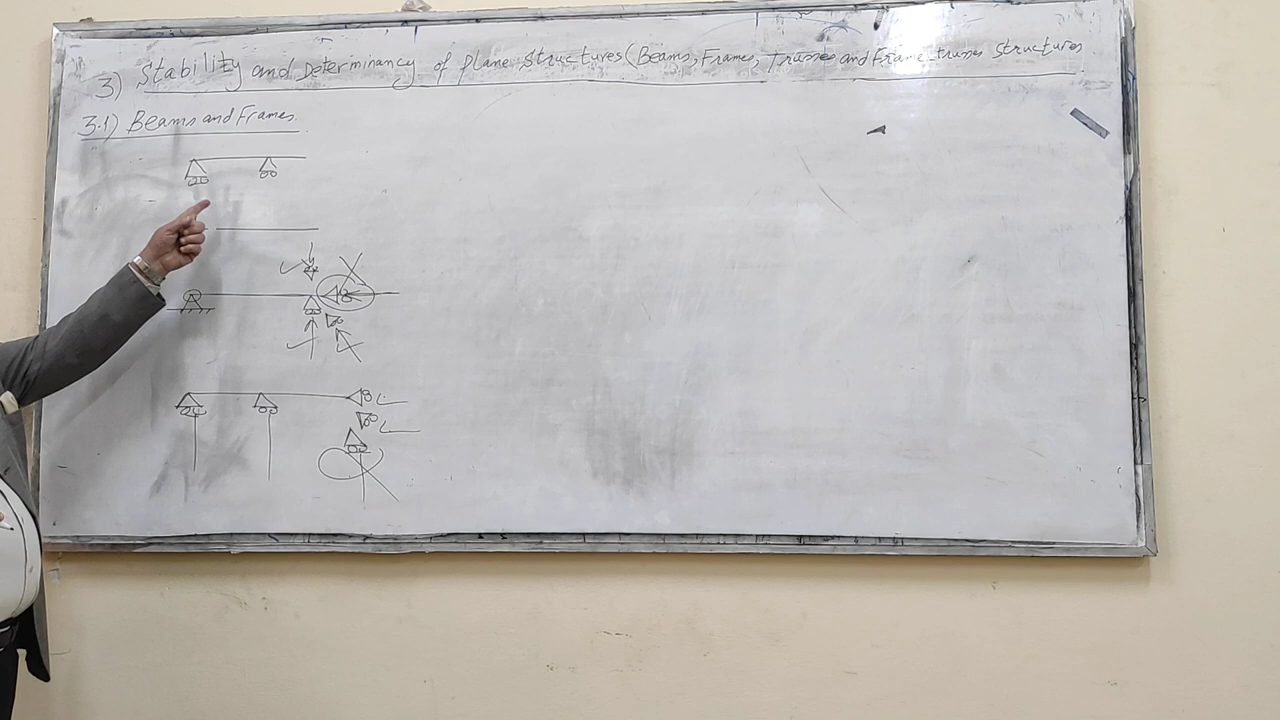 3) Stability and Determinancy of plane structures (Beams, Frames, Trusses and Frame-truss structures
3.1) Beams and Frames.